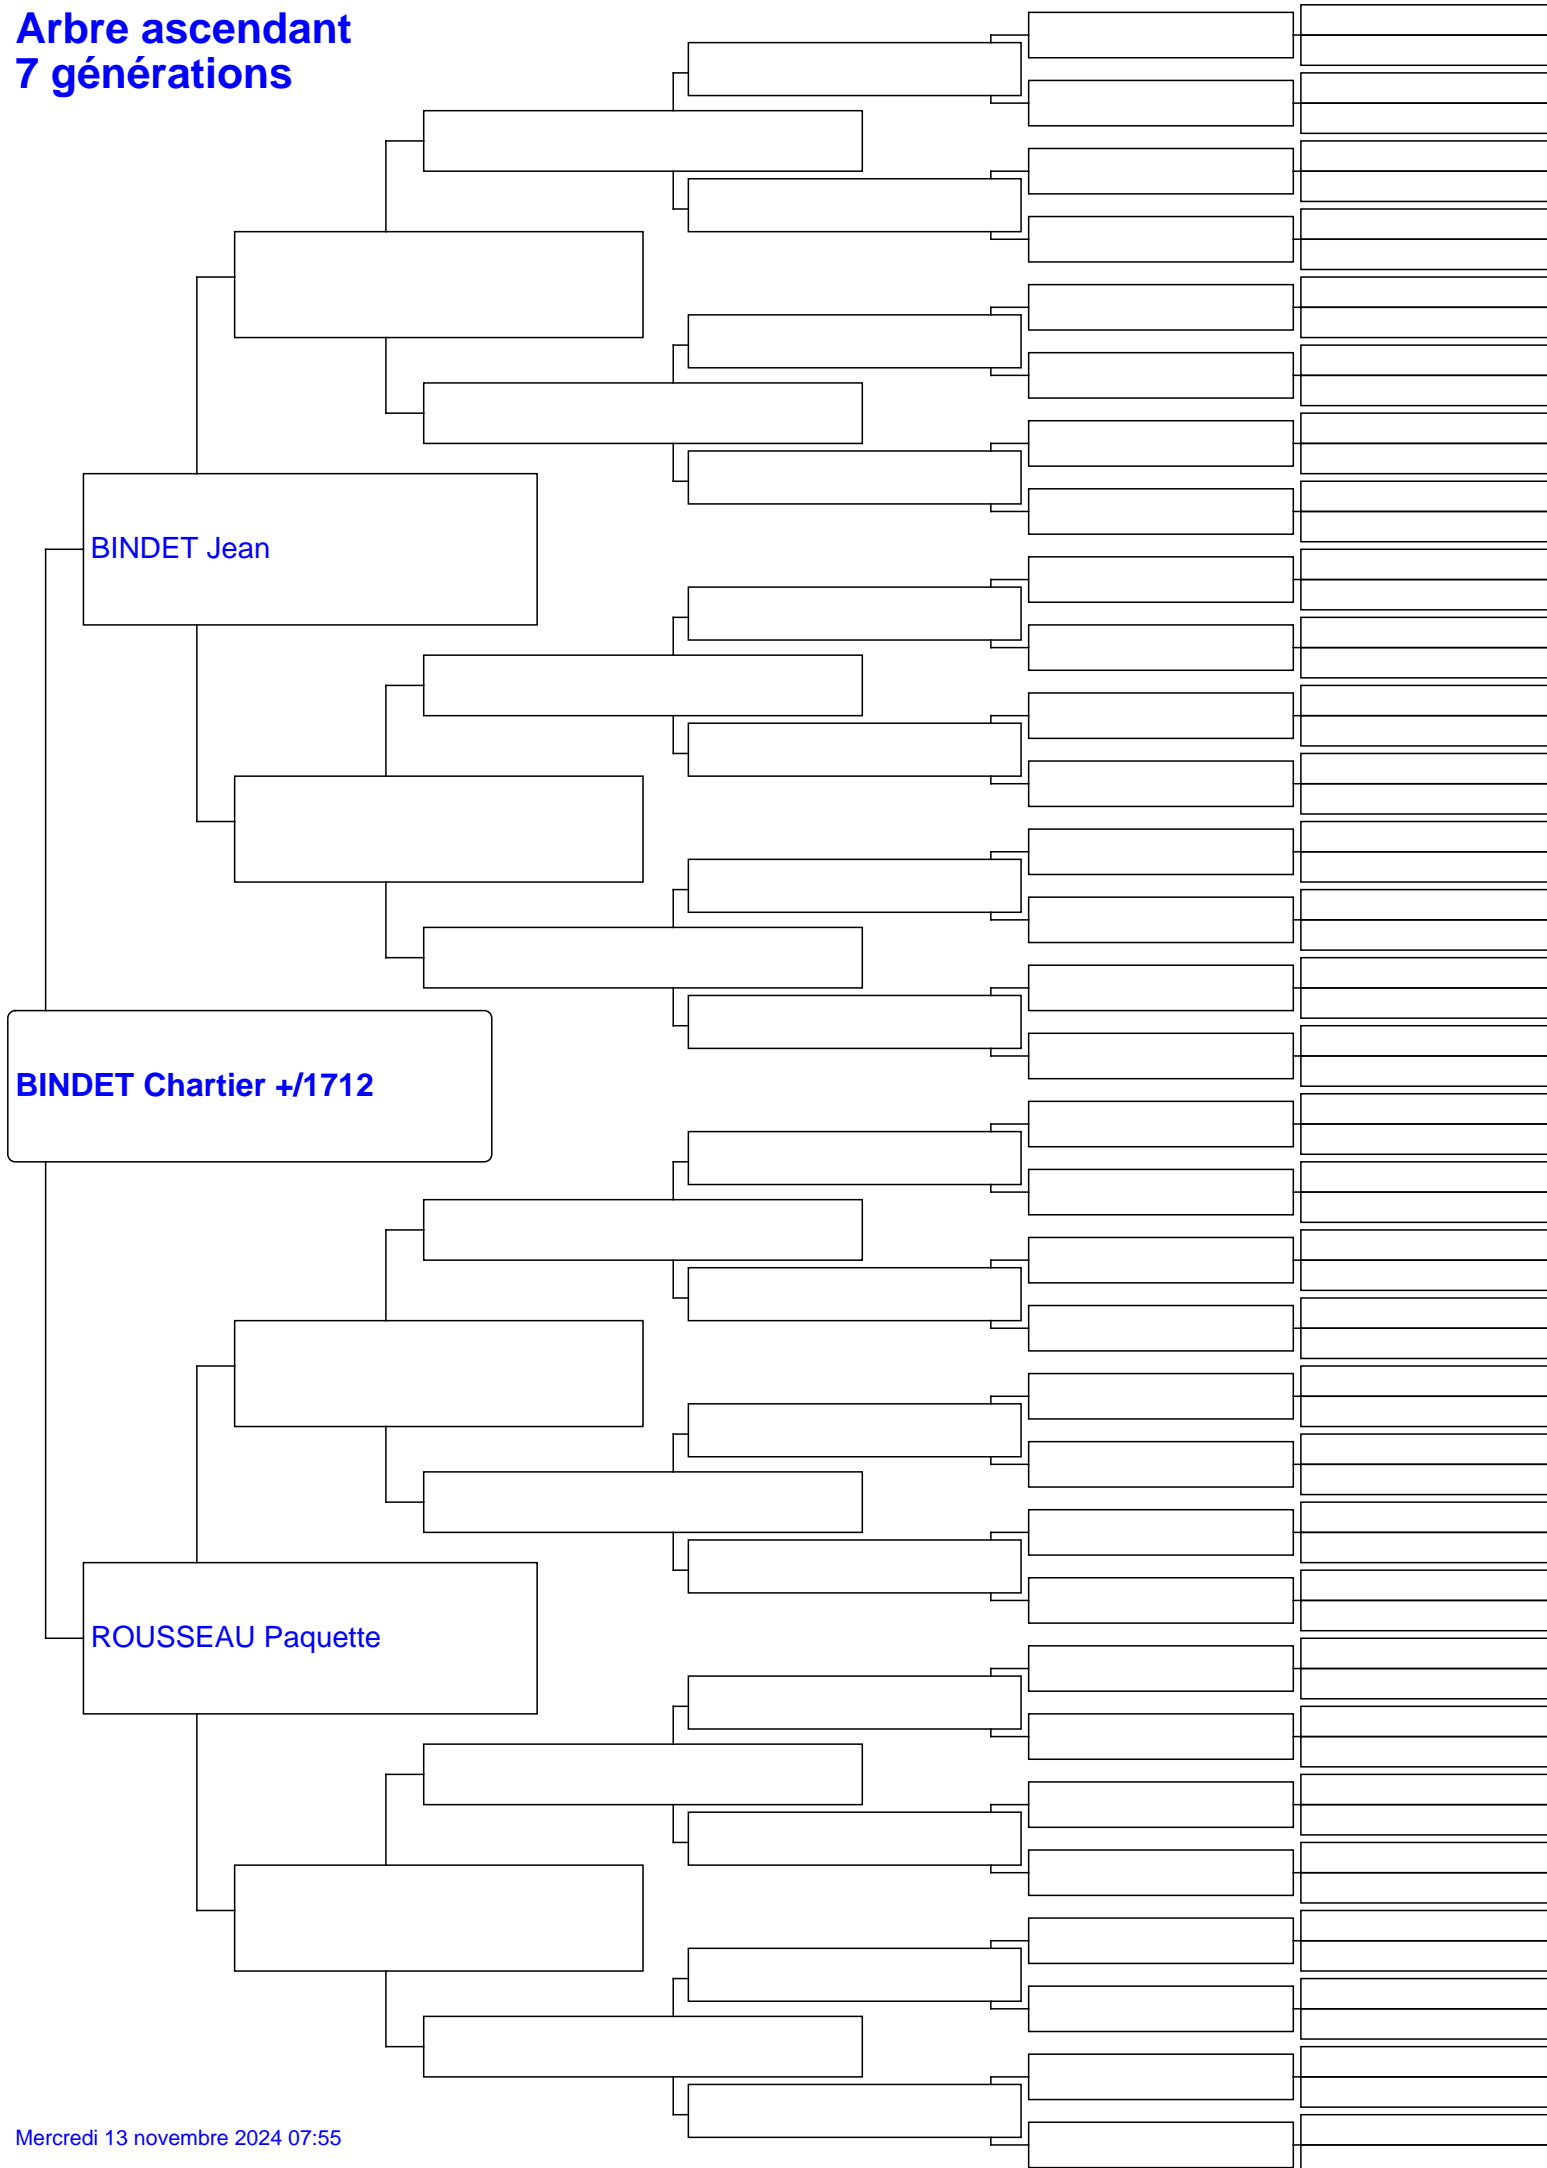 Arbre ascendant
7 générations
BINDET Jean
BINDET Chartier +/1712
ROUSSEAU Paquette
Mercredi 13 novembre 2024 07:55